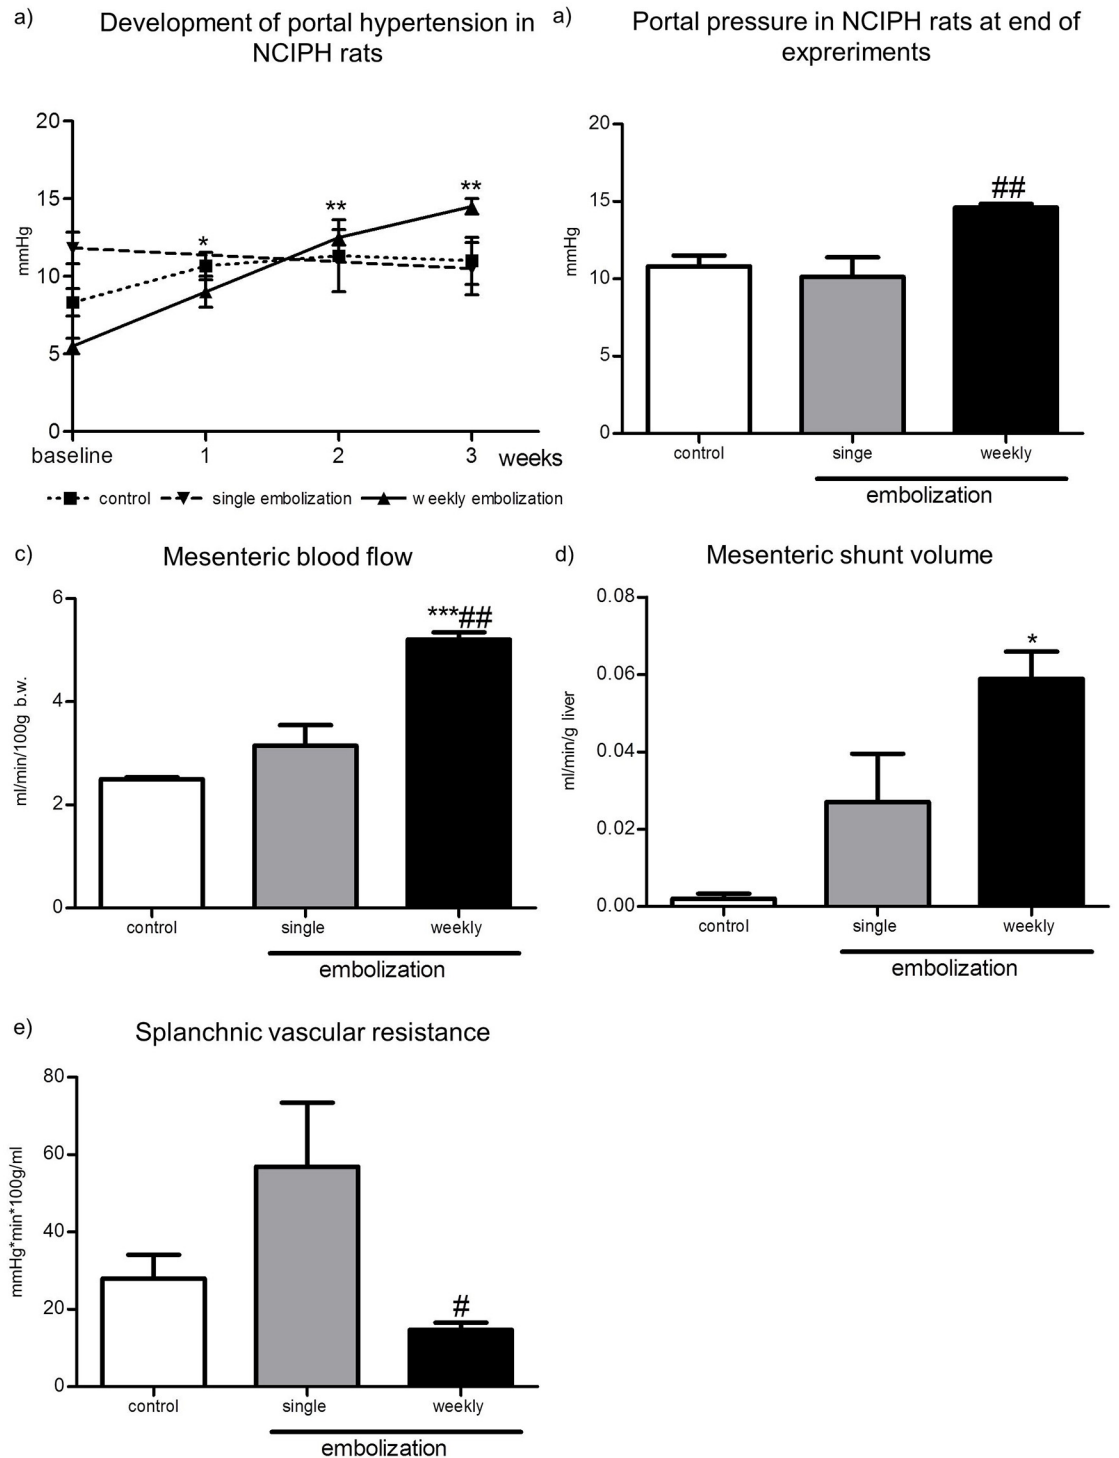 a)
Development of portal hypertension in
NCIPH rats
20
15
10
5
0
mmHg
*
**
**
baseline
1
2
3
weeks
control
single embolization
w eekly embolization
a)
Portal pressure in NCIPH rats at end of
expreriments
20
15
10
5
0
mmHg
##
control
singe
weekly
embolization
c)
Mesenteric blood flow
6
4
2
0
ml/min/100g b.w.
***##
control
single
weekly
embolization
d)
Mesenteric shunt volume
0.08
0.06
0.04
0.02
0.00
ml/min/g liver
*
control
single
weekly
embolization
e)
Splanchnic vascular resistance
80
60
40
20
0
mmHg*min*100g/ml
#
control
single
weekly
embolization